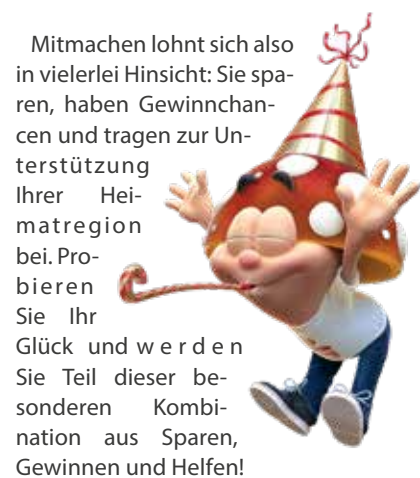 Mitmachen lohnt sich also
in vielerlei Hinsicht: Sie spa-
ren, haben Gewinnchan-
cen und tragen zur Un-
terstützung
Ihrer Hei-
matregion
bei. Pro-
bieren
Sie Ihr
Glück und werden
Sie Teil dieser be-
sonderen Kombi-
nation aus Sparen,
Gewinnen und Helfen!